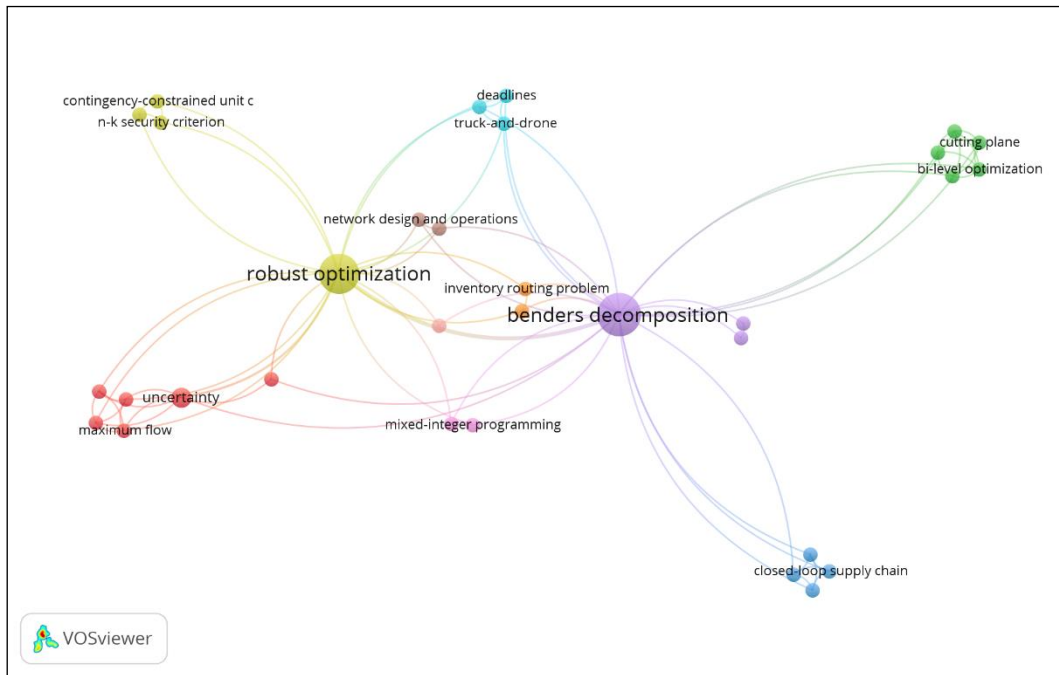 contingency-constrained unit c
n-k security criterion
deadlines
truck-and-drone
cutting plane
bi-level optimization
network design and operations
robust optimization
inventory routing problem
benders decomposition
uncertainty
maximum flow
mixed-integer programming
closed-loop supply chain
VOSviewer